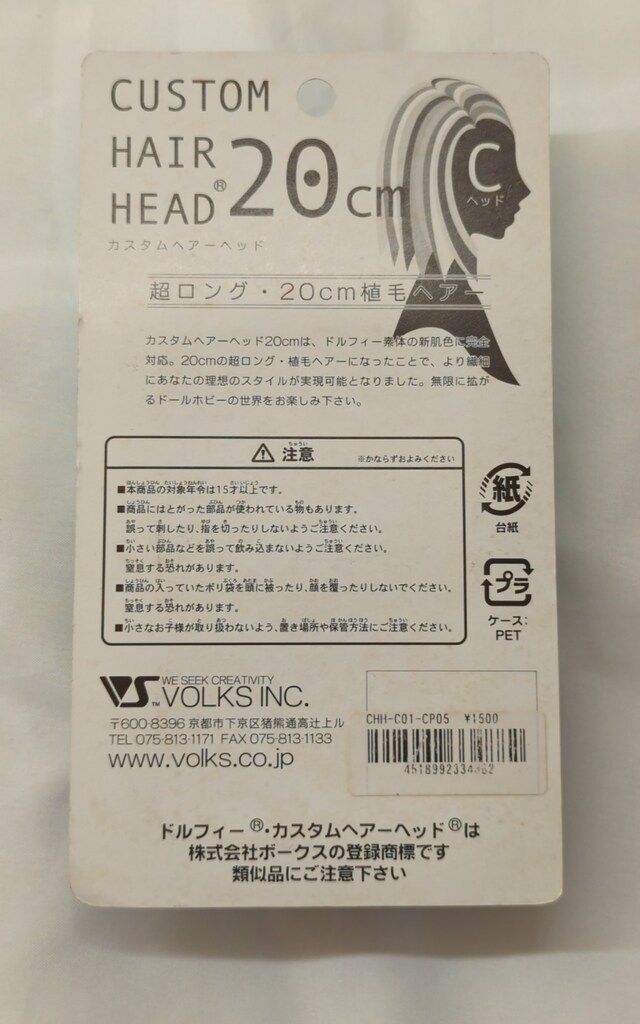 CUSTOM
HAIR
HEAD® 20cm
カスタムヘアーヘッド
C
ヘッド
超ロング・20cm植毛ヘアー
カスタムヘアーヘッド20cmは、ドルフィー素体の新肌色に完全
対応。20cmの超ロング・植毛ヘアーになったことで、より繊細
にあなたの理想のスタイルが実現可能となりました。無限に拡が
るドールホビーの世界をお楽しみ下さい。
⚠ 注意 ※かならずおよみください
■本商品の対象年令は15才以上です。
■商品にはとがった部品が使われている物もあります。
誤って刺したり、指を切ったりしないようご注意ください。
■小さい部品などを誤って飲み込まないようご注意ください。
窒息する恐れがあります。
■商品の入っていたポリ袋を頭に被ったり、顔を覆ったりしないでください。
窒息する恐れがあります。
■小さなお子様が取り扱わないよう、置き場所や保管方法にご注意ください。
紙
台紙
プラ
ケース:
PET
VS™ WE SEEK CREATIVITY
VOLKS INC.
〒600-8396 京都市下京区猪熊通高辻上ル
TEL 075-813-1171 FAX 075-813-1133
www.volks.co.jp
CHH-C01-CP05 ¥1500
ドルフィー®・カスタムヘアーヘッド®は
株式会社ボークスの登録商標です
類似品にご注意下さい